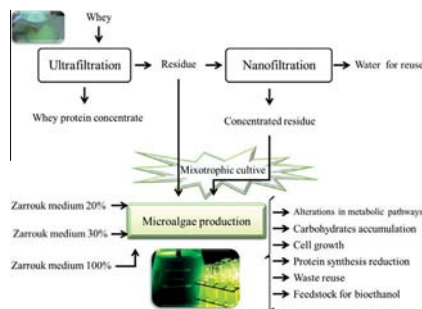 Whey
Ultrafiltration
Residue
Nanofiltration
Water for reuse
Whey protein concentrate
Concentrated residue
Mixotrophic cultive
Zarrouk medium 20%
Zarrouk medium 30%
Zarrouk medium 100%
Microalgae production
Alterations in metabolic pathways
Carbohydrates accumulation
Cell growth
Protein synthesis reduction
Waste reuse
Feedstock for bioethanol